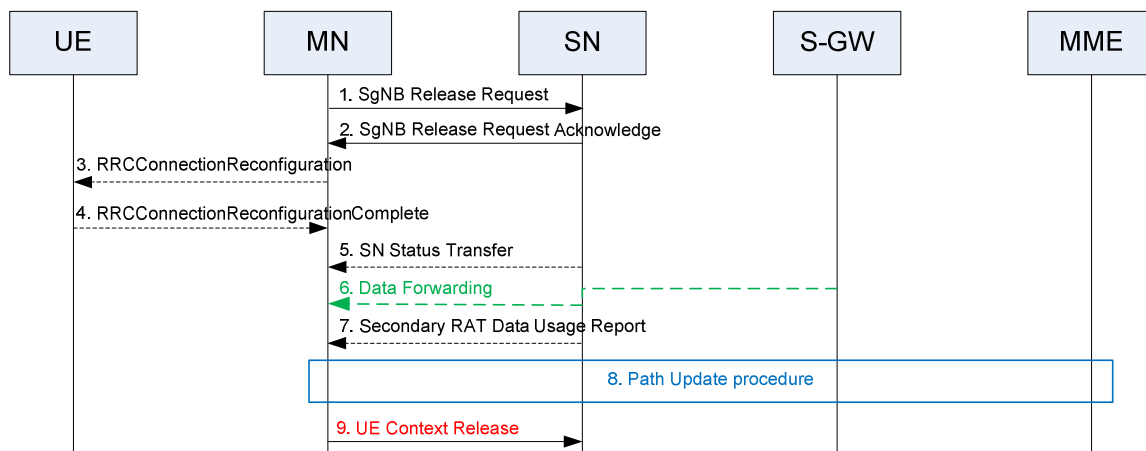 UE
MN
SN
S-GW
MME
1. SgNB Release Request
2. SgNB Release Request Acknowledge
3. RRCConnectionReconfiguration
4. RRCConnectionReconfigurationComplete
5. SN Status Transfer
6. Data Forwarding
7. Secondary RAT Data Usage Report
8. Path Update procedure
9. UE Context Release